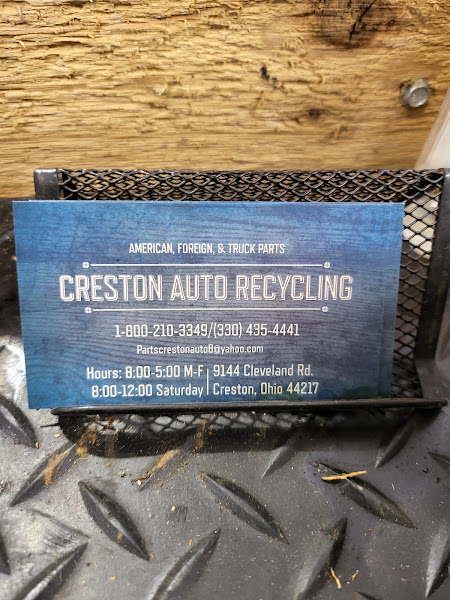 AMERICAN, FOREIGN, & TRUCK PARTS
CRESTON AUTO RECYCLING
1-800-210-3349/(330) 435-4441
Partscrestonauto8@yahoo.com
Hours: 8:00-5:00 M-F | 9144 Cleveland Rd.
8:00-12:00 Saturday | Creston, Ohio 44217